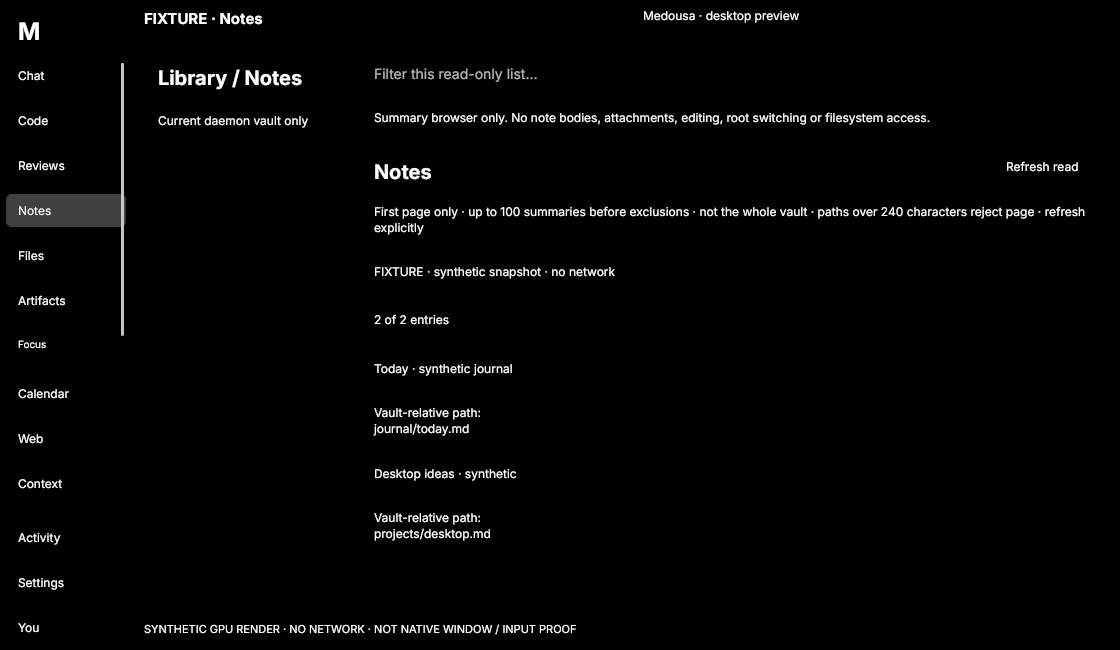 M
Chat
Code
Reviews
Notes
Files
Artifacts
Focus
Calendar
Web
Context
Activity
Settings
You
FIXTURE · Notes
Medousa · desktop preview
Library / Notes
Current daemon vault only
Filter this read-only list...
Summary browser only. No note bodies, attachments, editing, root switching or filesystem access.
Notes
Refresh read
First page only · up to 100 summaries before exclusions · not the whole vault · paths over 240 characters reject page · refresh
explicitly
FIXTURE · synthetic snapshot · no network
2 of 2 entries
Today · synthetic journal
Vault-relative path:
journal/today.md
Desktop ideas · synthetic
Vault-relative path:
projects/desktop.md
SYNTHETIC GPU RENDER · NO NETWORK · NOT NATIVE WINDOW / INPUT PROOF